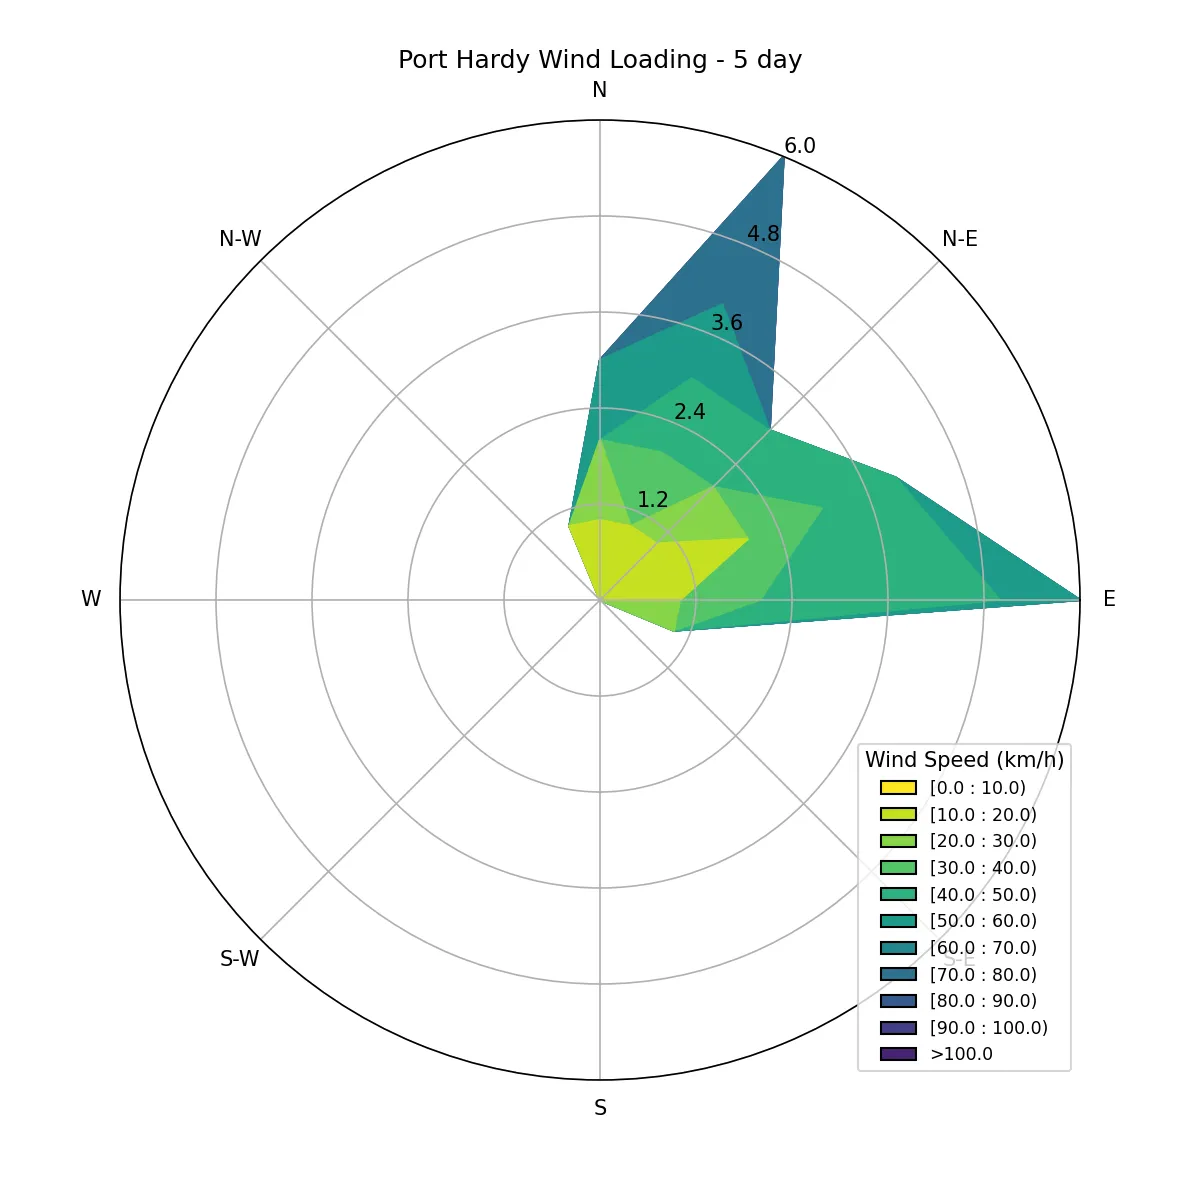 Port Hardy Wind Loading - 5 day
N
6.0
4.8
N-W
N-E
3.6
2.4
1.2
W
E
Wind Speed (km/h)
[0.0 : 10.0)
[10.0 : 20.0)
[20.0 : 30.0)
[30.0 : 40.0)
[40.0 : 50.0)
[50.0 : 60.0)
[60.0 : 70.0)
S-W
S-E
[70.0 : 80.0)
[80.0 : 90.0)
[90.0 : 100.0)
>100.0
S